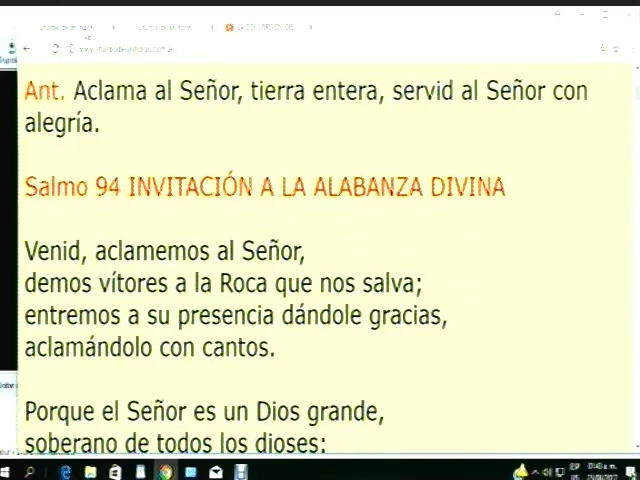 Ant. Aclama al Señor, tierra entera, servid al Señor con
alegría.
Salmo 94 INVITACIÓN A LA ALABANZA DIVINA
Venid, aclamemos al Señor,
demos vítores a la Roca que nos salva;
entremos a su presencia dándole gracias,
aclamándolo con cantos.
Porque el Señor es un Dios grande,
soberano de todos los dioses:
ESP